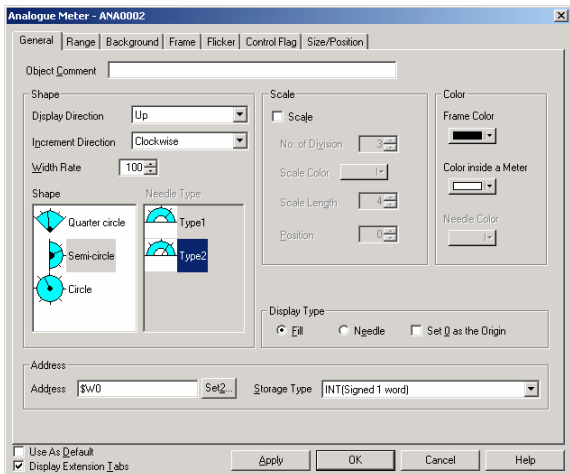 Analogue Meter - ANA0002
General Range Background Frame Flicker Control Flag Size/Position
Object Comment
Shape
Display Direction Up
Increment Direction Clockwise
Width Rate 100
Shape
Needle Type
Quarter circle
Semi-circle
Circle
Type1
Type2
Scale
Scale
No. of Division 3
Scale Color
Scale Length 4
Position 0
Color
Frame Color
Color inside a Meter
Needle Color
Display Type
Fill Needle Set 0 as the Origin
Address
Address $W0 Set2... Storage Type INT(Signed 1 word)
Use As Default
Display Extension Tabs
Apply OK Cancel Help